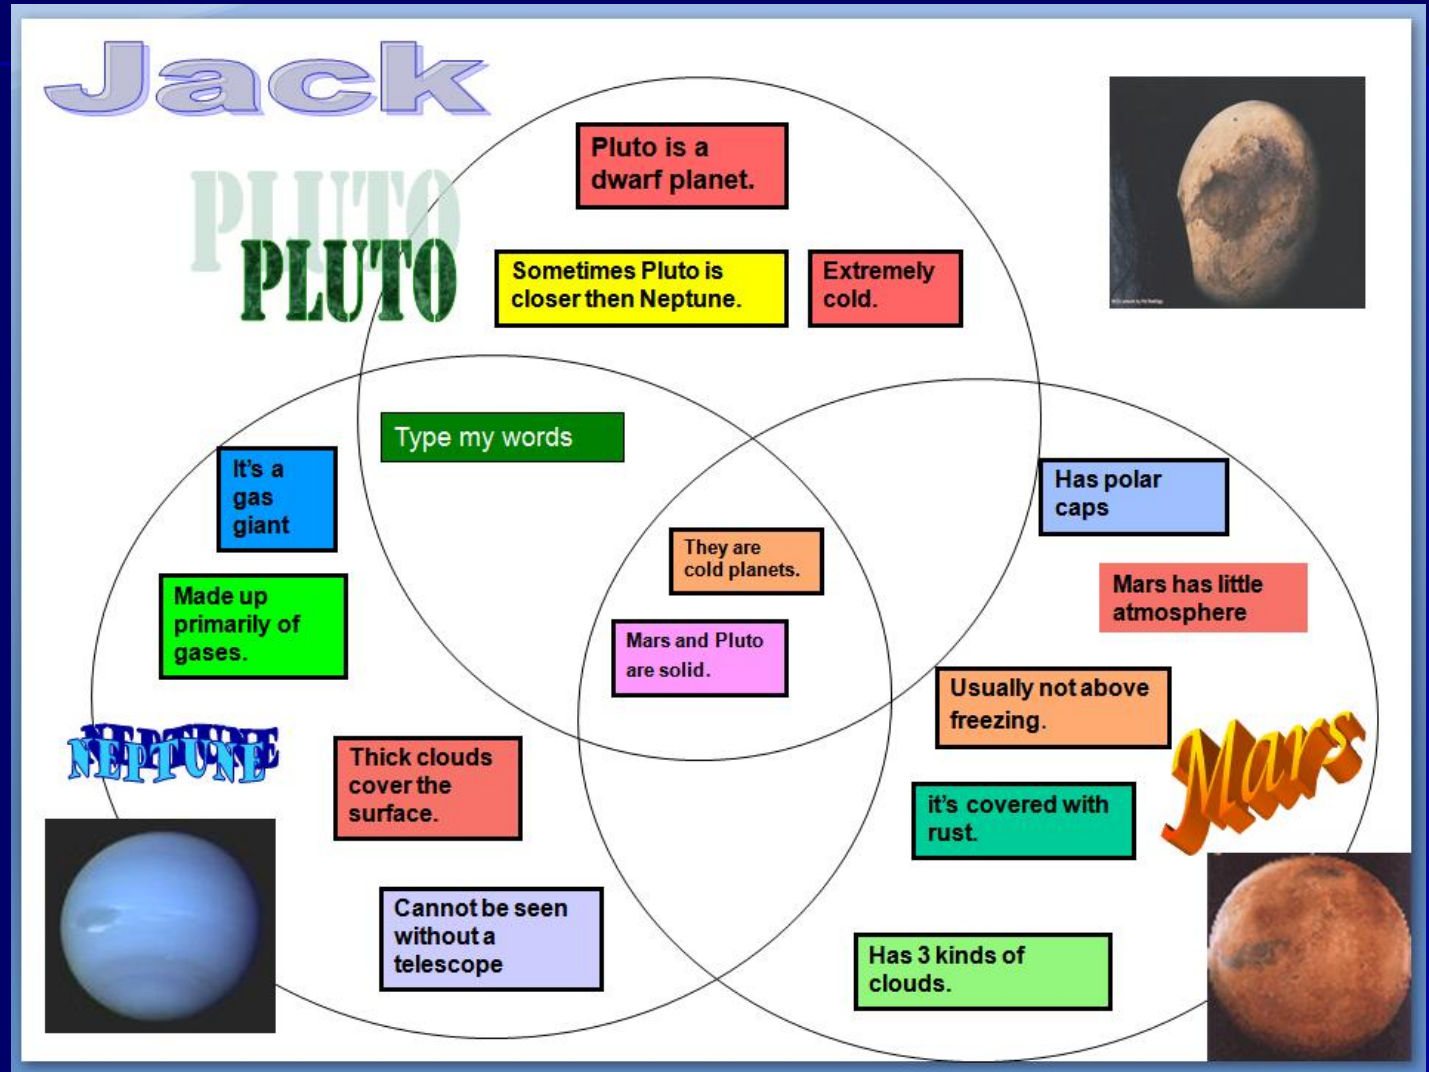 Jack
PLUTO
Pluto is a
dwarf planet.
Sometimes Pluto is
closer then Neptune.
Extremely
cold.
Type my words
It's a
gas
giant
Has polar
caps
They are
cold planets.
Made up
primarily of
gases.
Mars has little
atmosphere
Mars and Pluto
are solid.
Usually not above
freezing.
NEPTUNE
Mars
Thick clouds
cover the
surface.
it's covered with
rust.
Cannot be seen
without a
telescope
Has 3 kinds of
clouds.